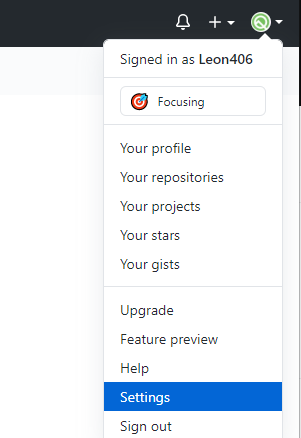 Signed in as Leon406
Focusing
Your profile
Your repositories
Your projects
Your stars
Your gists
Upgrade
Feature preview
Help
Settings
Sign out